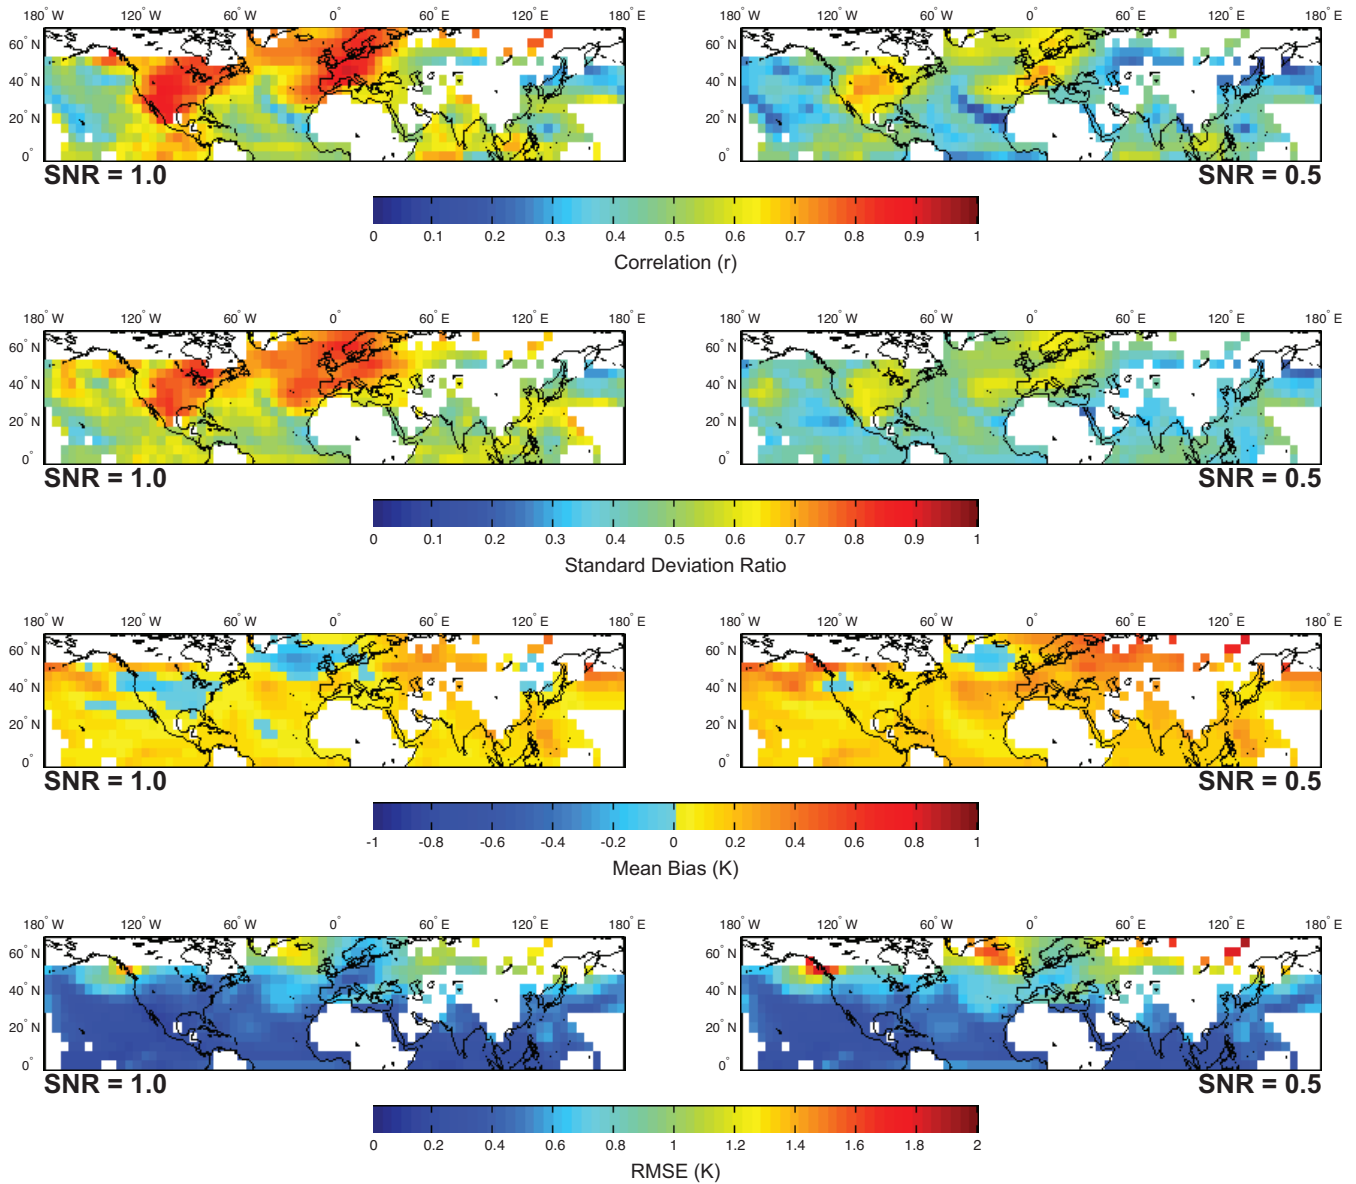 180° W 120° W 60° W 0° 60° E 120° E 180° E 180° W 120° W 60° W 0° 60° E 120° E 180° E
60° N 60° N
40° N 40° N
20° N 20° N
0° 0°
SNR = 1.0 SNR = 0.5
0 0.1 0.2 0.3 0.4 0.5 0.6 0.7 0.8 0.9 1
Correlation (r)
180° W 120° W 60° W 0° 60° E 120° E 180° E 180° W 120° W 60° W 0° 60° E 120° E 180° E
60° N 60° N
40° N 40° N
20° N 20° N
0° 0°
SNR = 1.0 SNR = 0.5
0 0.1 0.2 0.3 0.4 0.5 0.6 0.7 0.8 0.9 1
Standard Deviation Ratio
180° W 120° W 60° W 0° 60° E 120° E 180° E 180° W 120° W 60° W 0° 60° E 120° E 180° E
60° N 60° N
40° N 40° N
20° N 20° N
0° 0°
SNR = 1.0 SNR = 0.5
-1 -0.8 -0.6 -0.4 -0.2 0 0.2 0.4 0.6 0.8 1
Mean Bias (K)
180° W 120° W 60° W 0° 60° E 120° E 180° E 180° W 120° W 60° W 0° 60° E 120° E 180° E
60° N 60° N
40° N 40° N
20° N 20° N
0° 0°
SNR = 1.0 SNR = 0.5
0 0.2 0.4 0.6 0.8 1 1.2 1.4 1.6 1.8 2
RMSE (K)